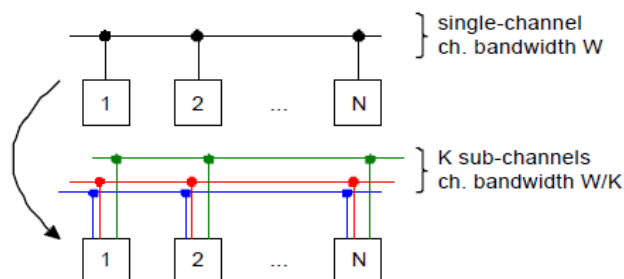 single-channel
ch. bandwidth W
1 2 ... N
K sub-channels
ch. bandwidth W/K
1 2 ... N